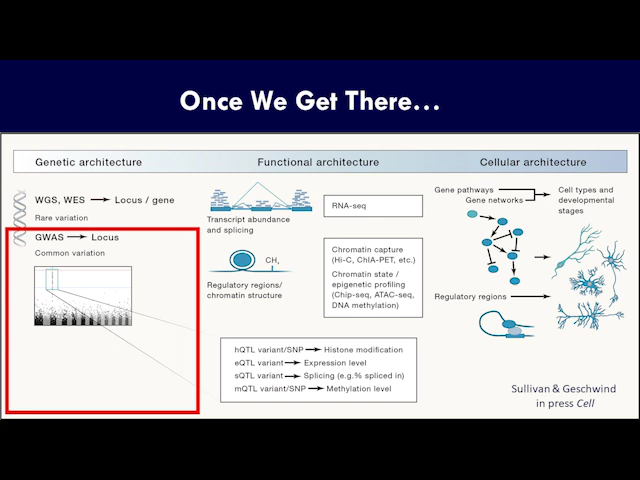 Once We Get There...
Genetic architecture
Functional architecture
Cellular architecture
WGS, WES → Locus / gene
Rare variation
GWAS → Locus
Common variation
Transcript abundance
and splicing
RNA-seq
CH₃
Regulatory regions/
chromatin structure
Chromatin capture
(Hi-C, ChIA-PET, etc.)
Chromatin state /
epigenetic profiling
(Chip-seq, ATAC-seq,
DNA methylation)
hQTL variant/SNP → Histone modification
eQTL variant → Expression level
sQTL variant → Splicing (e.g.% spliced in)
mQTL variant/SNP → Methylation level
Gene pathways
Gene networks
Cell types and
developmental
stages
Regulatory regions
Sullivan & Geschwind
in press Cell